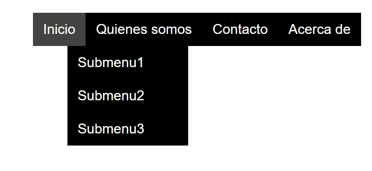 Inicio Quienes somos Contacto Acerca de
Submenu1
Submenu2
Submenu3